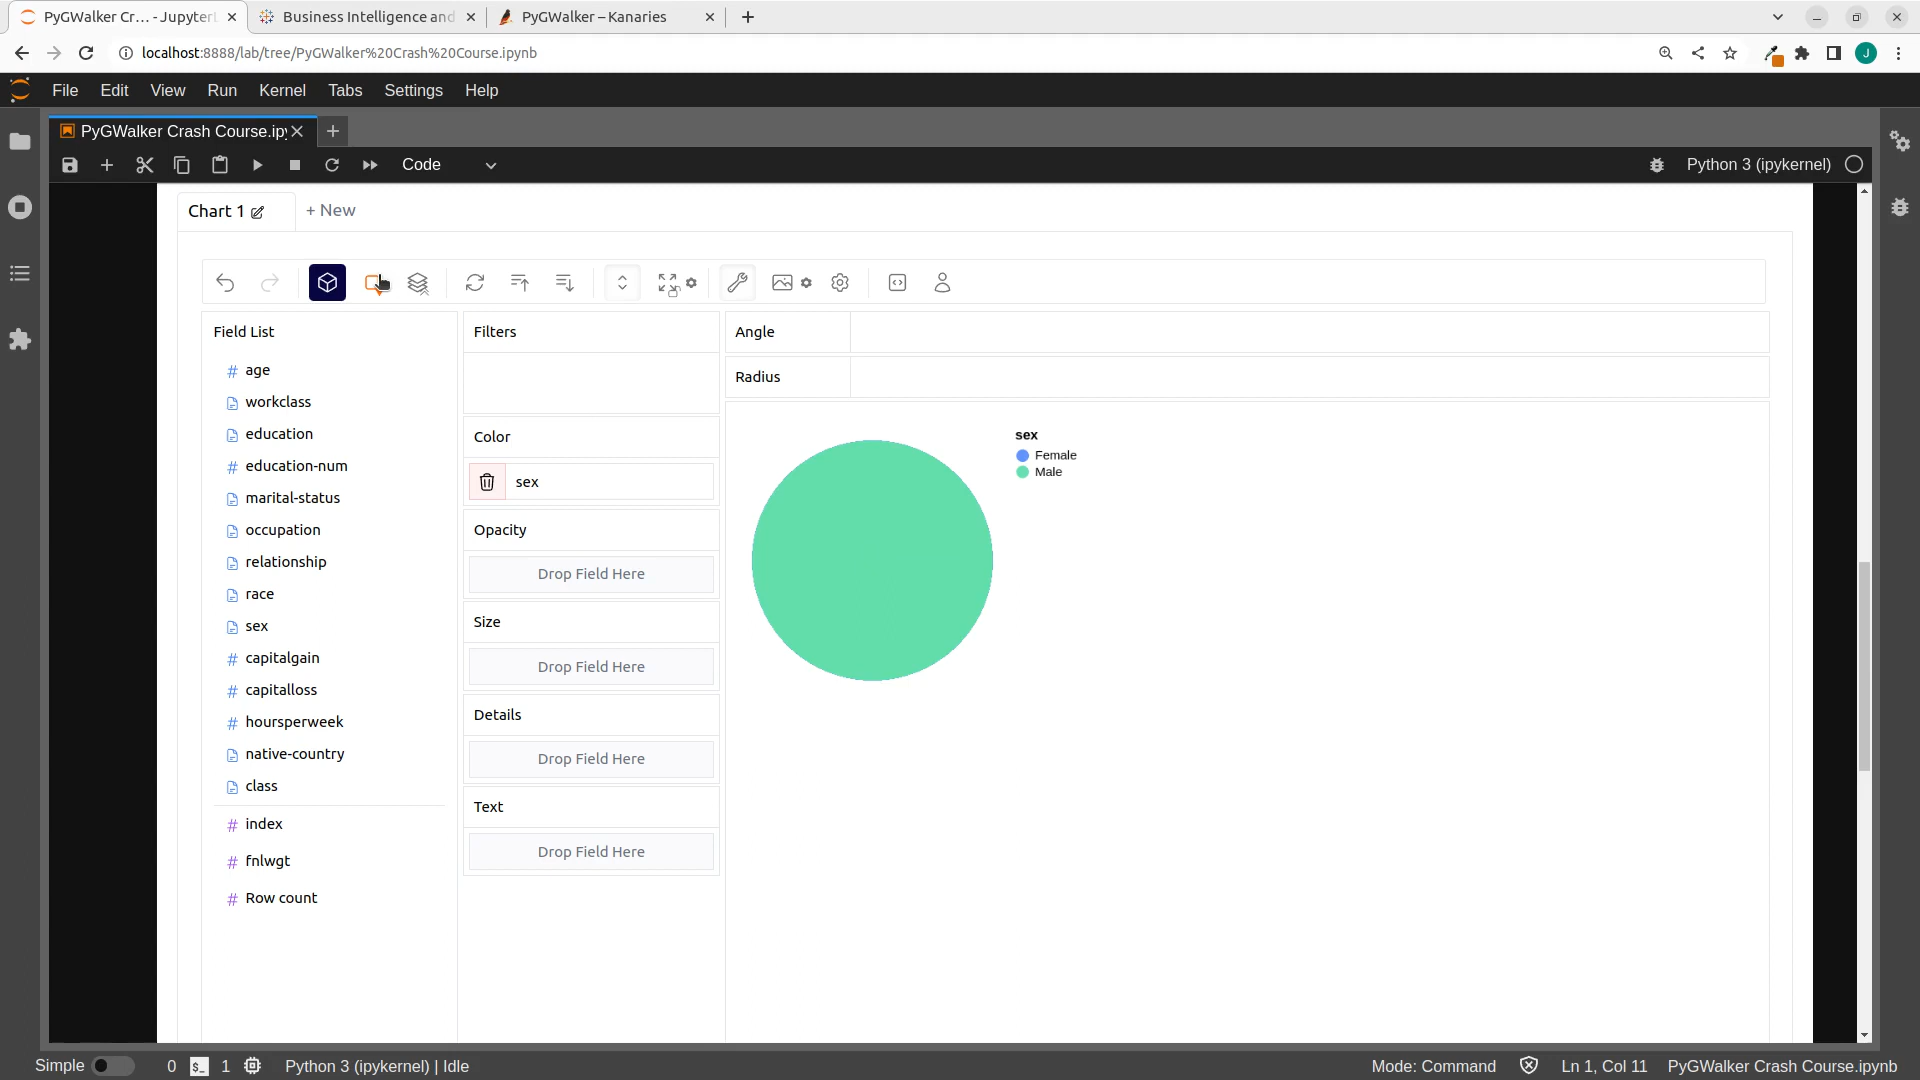 PyGWalker Cr… - JupyterL
Business Intelligence and
PyGWalker – Kanaries
localhost:8888/lab/tree/PyGWalker%20Crash%20Course.ipynb
J
File Edit View Run Kernel Tabs Settings Help
PyGWalker Crash Course.ipy
Code
Python 3 (ipykernel)
Chart 1
+ New
Field List
age
workclass
education
education-num
marital-status
occupation
relationship
race
sex
capitalgain
capitalloss
hoursperweek
native-country
class
index
fnlwgt
Row count
Filters
Color
sex
Opacity
Drop Field Here
Size
Drop Field Here
Details
Drop Field Here
Text
Drop Field Here
Angle
Radius
sex
Female
Male
Simple 0 $_ 1 Python 3 (ipykernel) | Idle
Mode: Command Ln 1, Col 11 PyGWalker Crash Course.ipynb